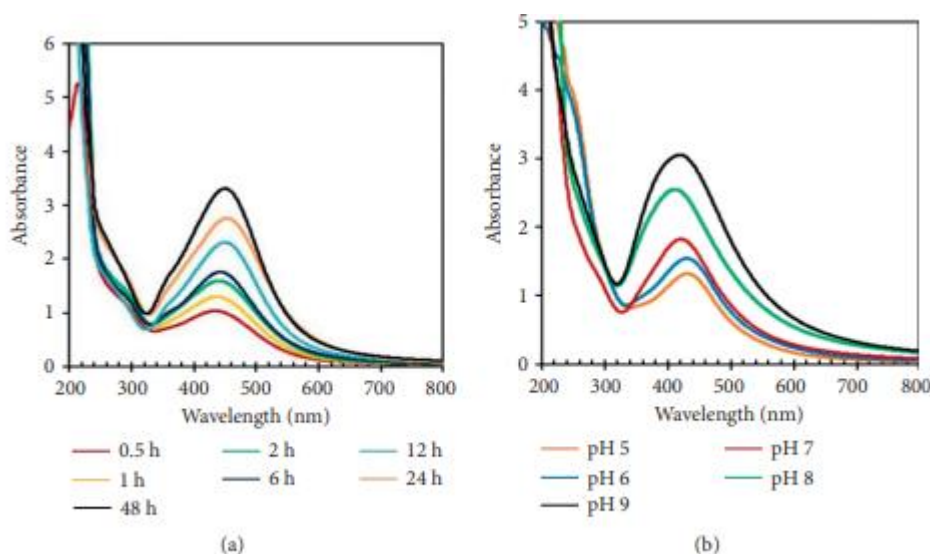 6
5
4
3
2
1
0
Absorbance
200 300 400 500 600 700 800
Wavelength (nm)
0.5 h 2 h 12 h
1 h 6 h 24 h
48 h
(a)
5
4
3
2
1
0
Absorbance
200 300 400 500 600 700 800
Wavelength (nm)
pH 5 pH 7
pH 6 pH 8
pH 9
(b)